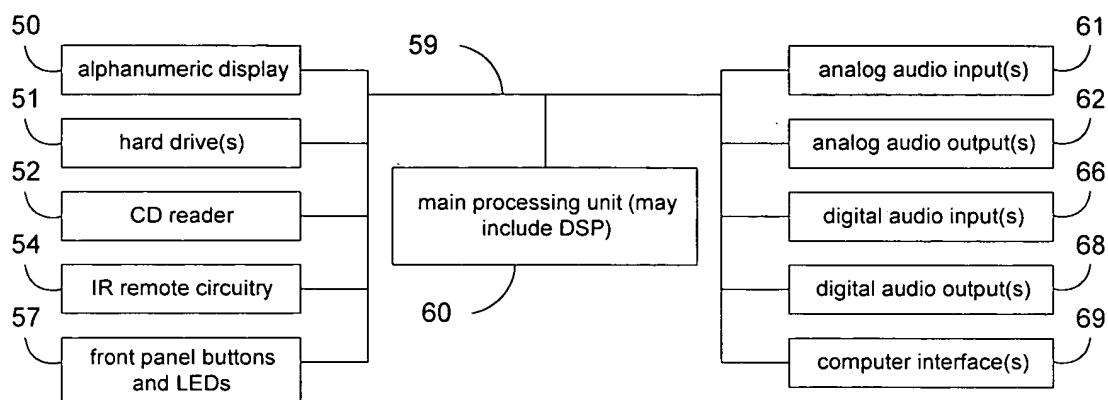 50
alphanumeric display
51
hard drive(s)
52
CD reader
54
IR remote circuitry
57
front panel buttons
and LEDs
59
main processing unit (may
include DSP)
60
61
analog audio input(s)
62
analog audio output(s)
66
digital audio input(s)
68
digital audio output(s)
69
computer interface(s)